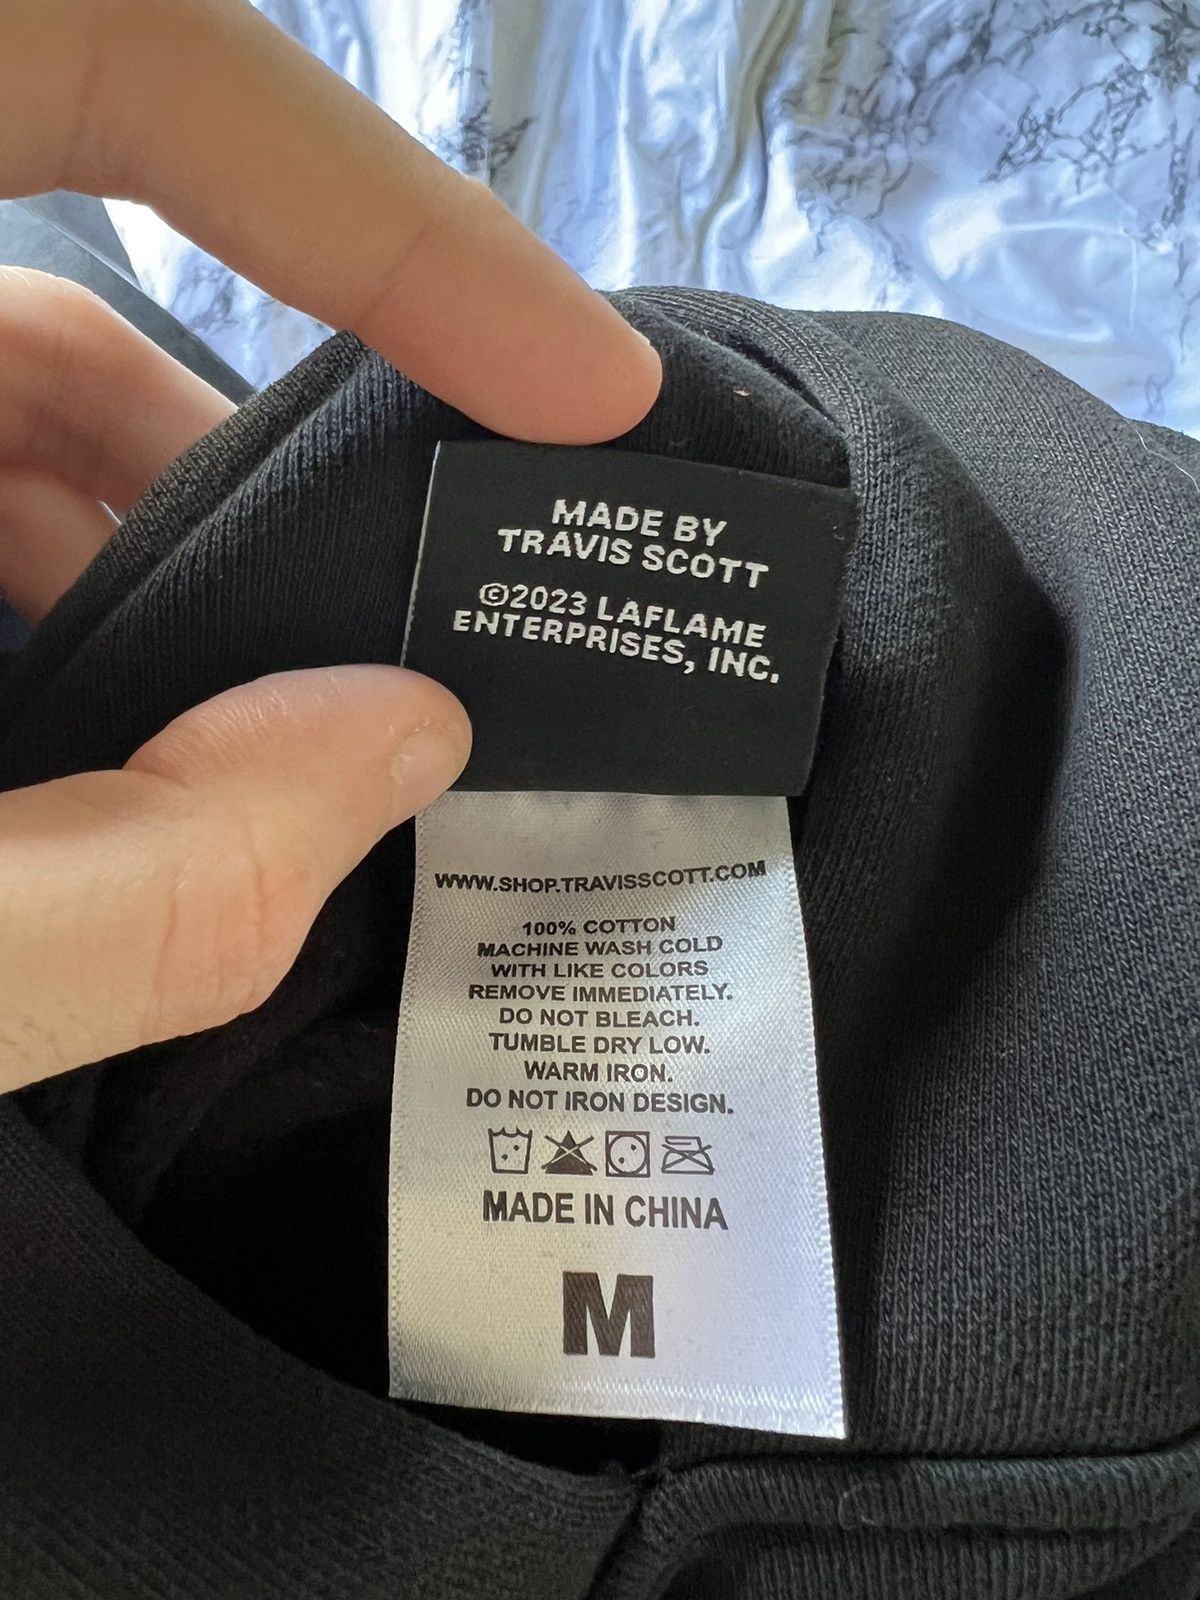 MADE BY
TRAVIS SCOTT
©2023 LAFLAME
ENTERPRISES, INC.
WWW.SHOP.TRAVISSCOTT.COM
100% COTTON
MACHINE WASH COLD
WITH LIKE COLORS
REMOVE IMMEDIATELY.
DO NOT BLEACH.
TUMBLE DRY LOW.
WARM IRON.
DO NOT IRON DESIGN.
MADE IN CHINA
M